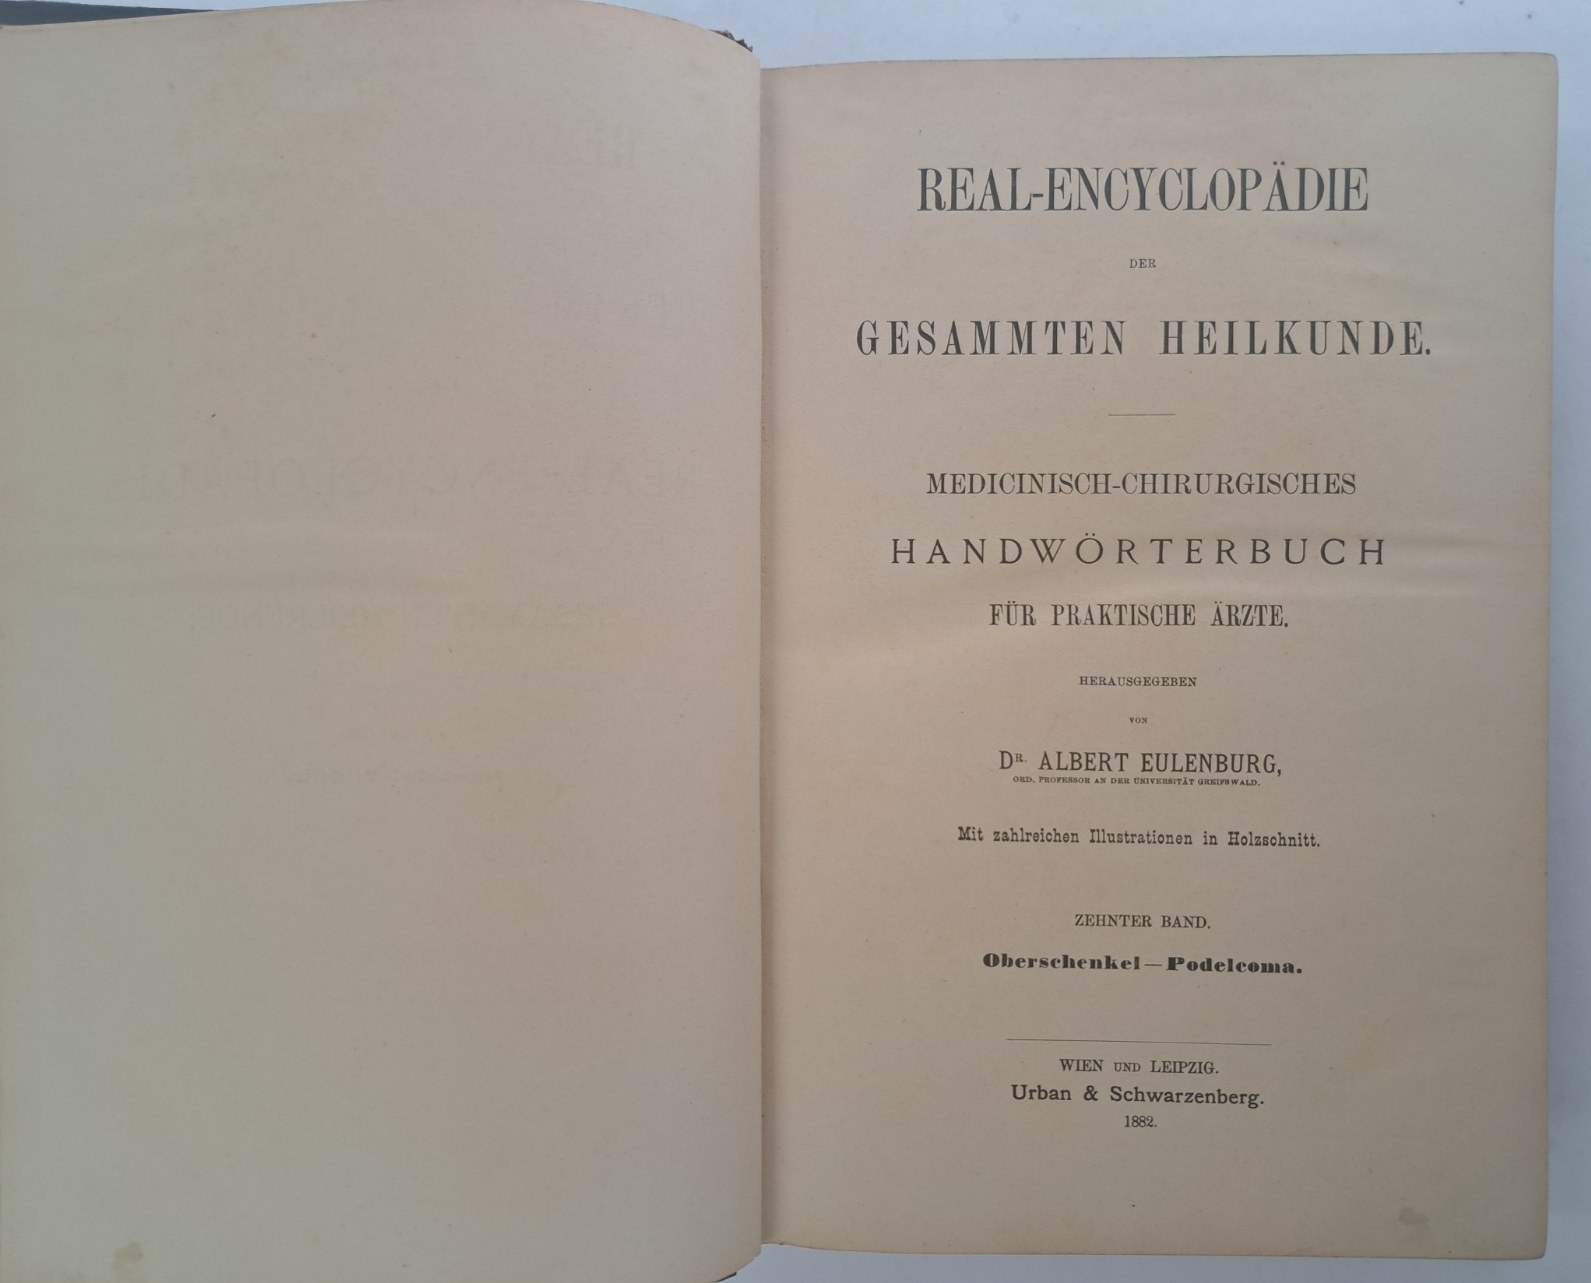 REAL-ENCYCLOPÄDIE
DER
GESAMMTEN HEILKUNDE.
MEDICINISCH-CHIRURGISCHES
HANDWÖRTERBUCH
FÜR PRAKTISCHE ÄRZTE.
HERAUSGEGEBEN
VON
DR. ALBERT EULENBURG,
ORD. PROFESSOR AN DER UNIVERSITÄT GREIFSWALD.
Mit zahlreichen Illustrationen in Holzschnitt.
ZEHNTER BAND.
Oberschenkel—Podelcoma.
WIEN UND LEIPZIG.
Urban & Schwarzenberg.
1882.